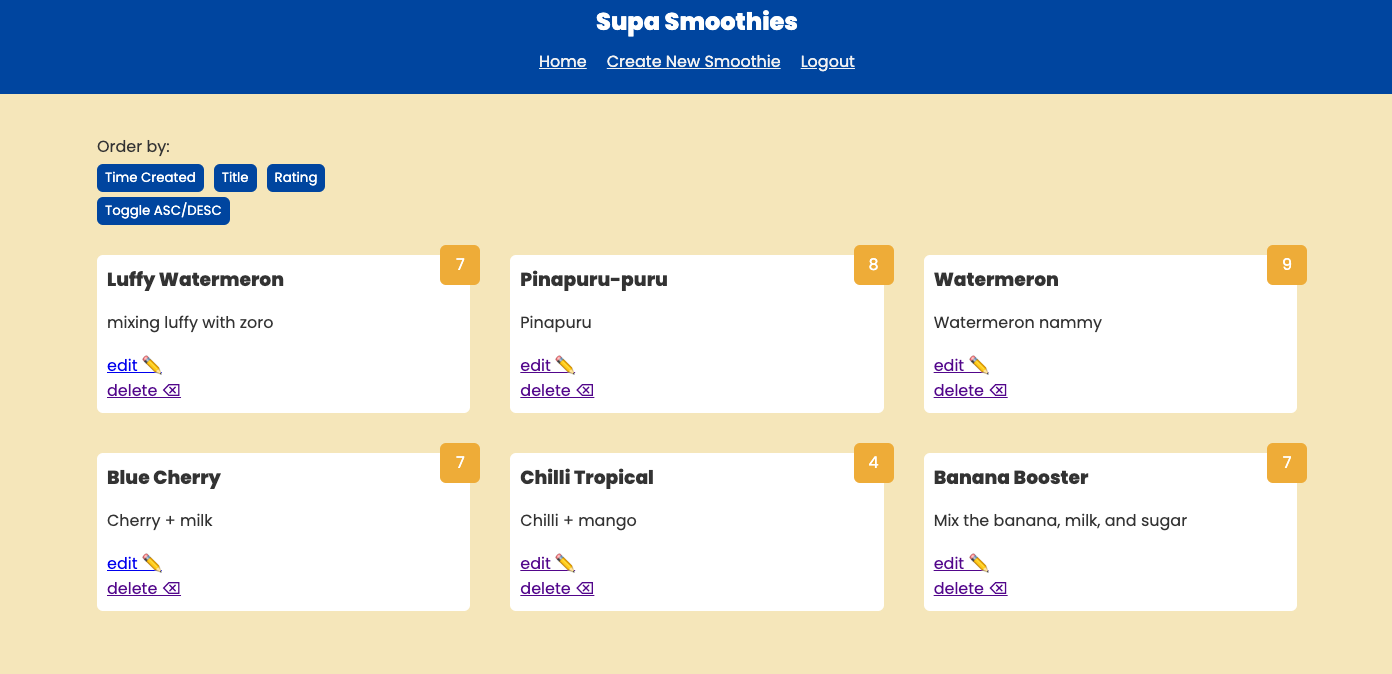 Supa Smoothies
Home Create New Smoothie Logout
Order by:
Time Created Title Rating
Toggle ASC/DESC
7
Luffy Watermeron
mixing luffy with zoro
edit ✏️
delete ⌫
8
Pinapuru-puru
Pinapuru
edit ✏️
delete ⌫
9
Watermeron
Watermeron nammy
edit ✏️
delete ⌫
7
Blue Cherry
Cherry + milk
edit ✏️
delete ⌫
4
Chilli Tropical
Chilli + mango
edit ✏️
delete ⌫
7
Banana Booster
Mix the banana, milk, and sugar
edit ✏️
delete ⌫